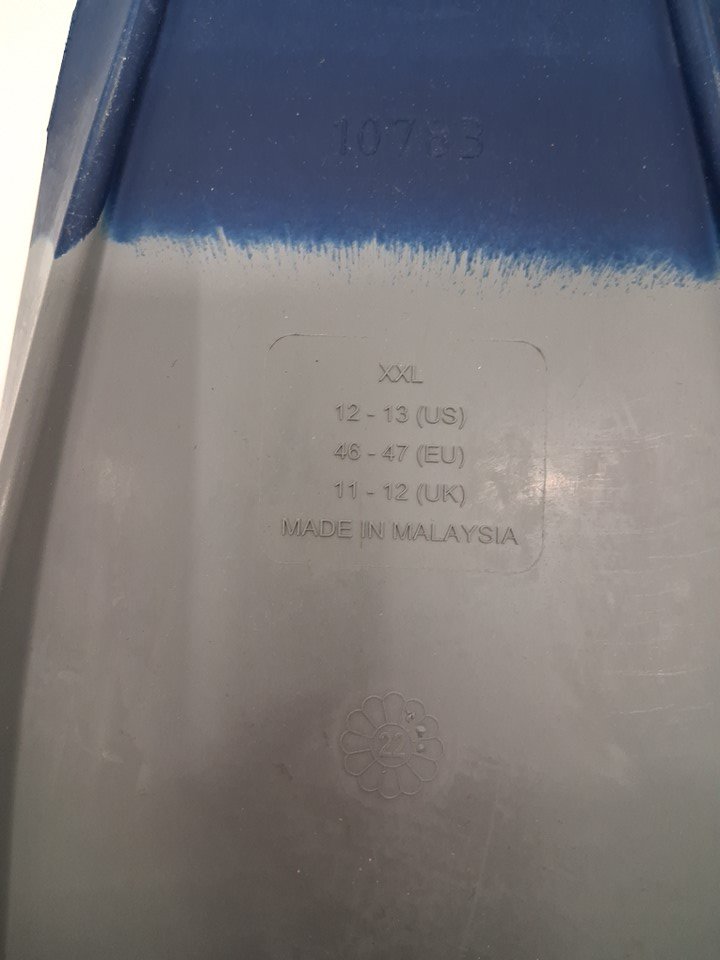 10783
XXL
12 - 13 (US)
46 - 47 (EU)
11 - 12 (UK)
MADE IN MALAYSIA
22